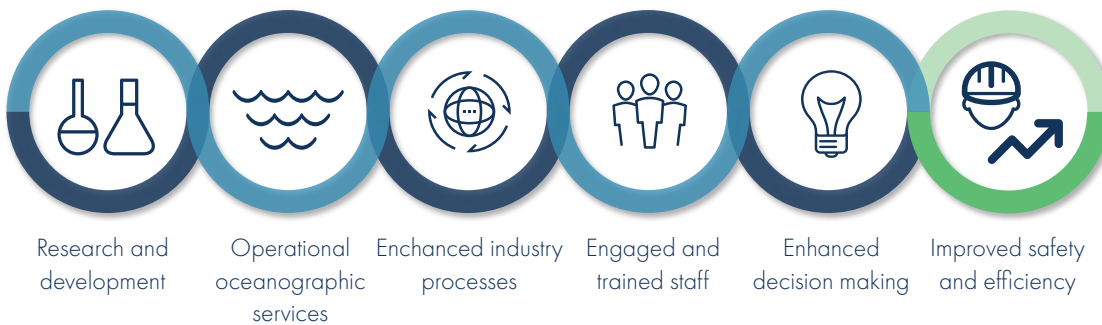 Research and
development
Operational
oceanographic
services
Enchanced industry
processes
Engaged and
trained staff
Enhanced
decision making
Improved safety
and efficiency